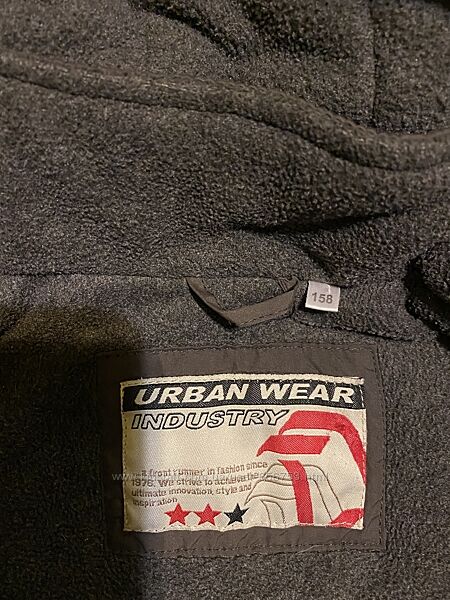 158
URBAN WEAR
INDUSTRY
a front runner in fashion since
1976. We strive to achieve the
ultimate innovation, style and
inspiration